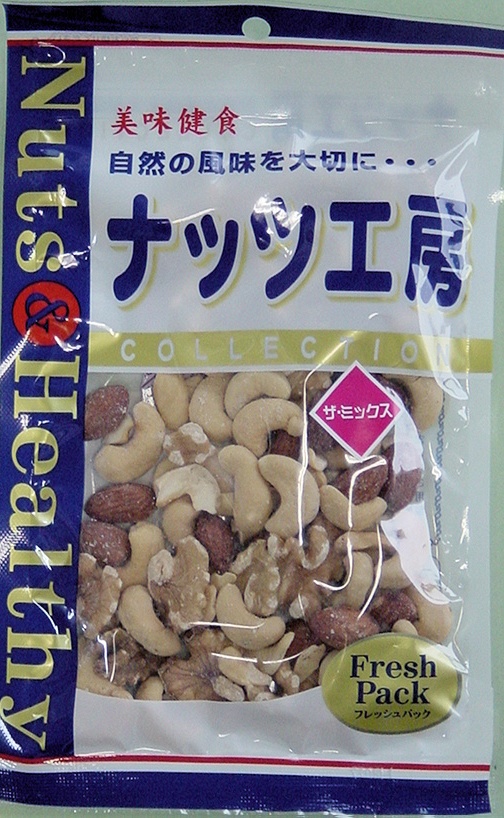 Nuts & Healthy
美味健食
自然の風味を大切に・・・
ナッツ工房
COLLECTION
ザ・ミックス
Fresh
Pack
フレッシュパック